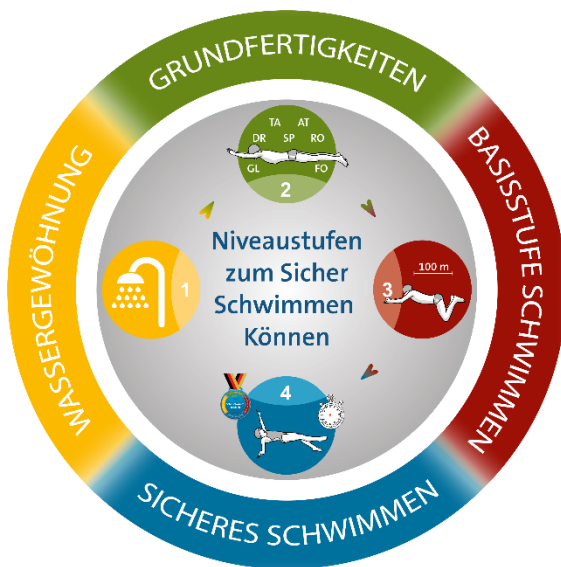 GRUNDFERTIGKEITEN
TA AT
DR SP RO
GL FO
2
WASSERGEWÖHNUNG
1
Niveaustufen
zum Sicher
Schwimmen
Können
100 m
3
BASISSTUFE SCHWIMMEN
4
SICHERES SCHWIMMEN